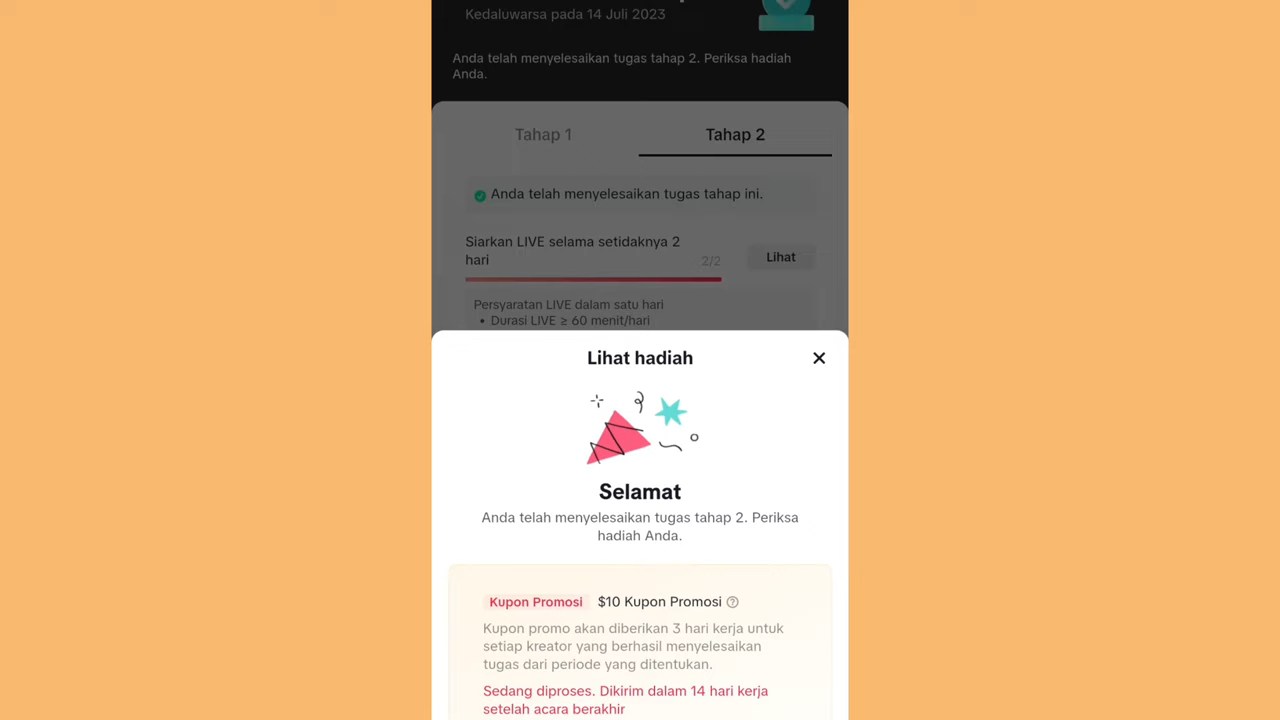 Kedaluwarsa pada 14 Juli 2023
Anda telah menyelesaikan tugas tahap 2. Periksa hadiah
Anda.
Tahap 1
Tahap 2
Anda telah menyelesaikan tugas tahap ini.
Siarkan LIVE selama setidaknya 2
hari
2/2
Lihat
Persyaratan LIVE dalam satu hari
• Durasi LIVE ≥ 60 menit/hari
Lihat hadiah
Selamat
Anda telah menyelesaikan tugas tahap 2. Periksa
hadiah Anda.
Kupon Promosi $10 Kupon Promosi
Kupon promo akan diberikan 3 hari kerja untuk
setiap kreator yang berhasil menyelesaikan
tugas dari periode yang ditentukan.
Sedang diproses. Dikirim dalam 14 hari kerja
setelah acara berakhir